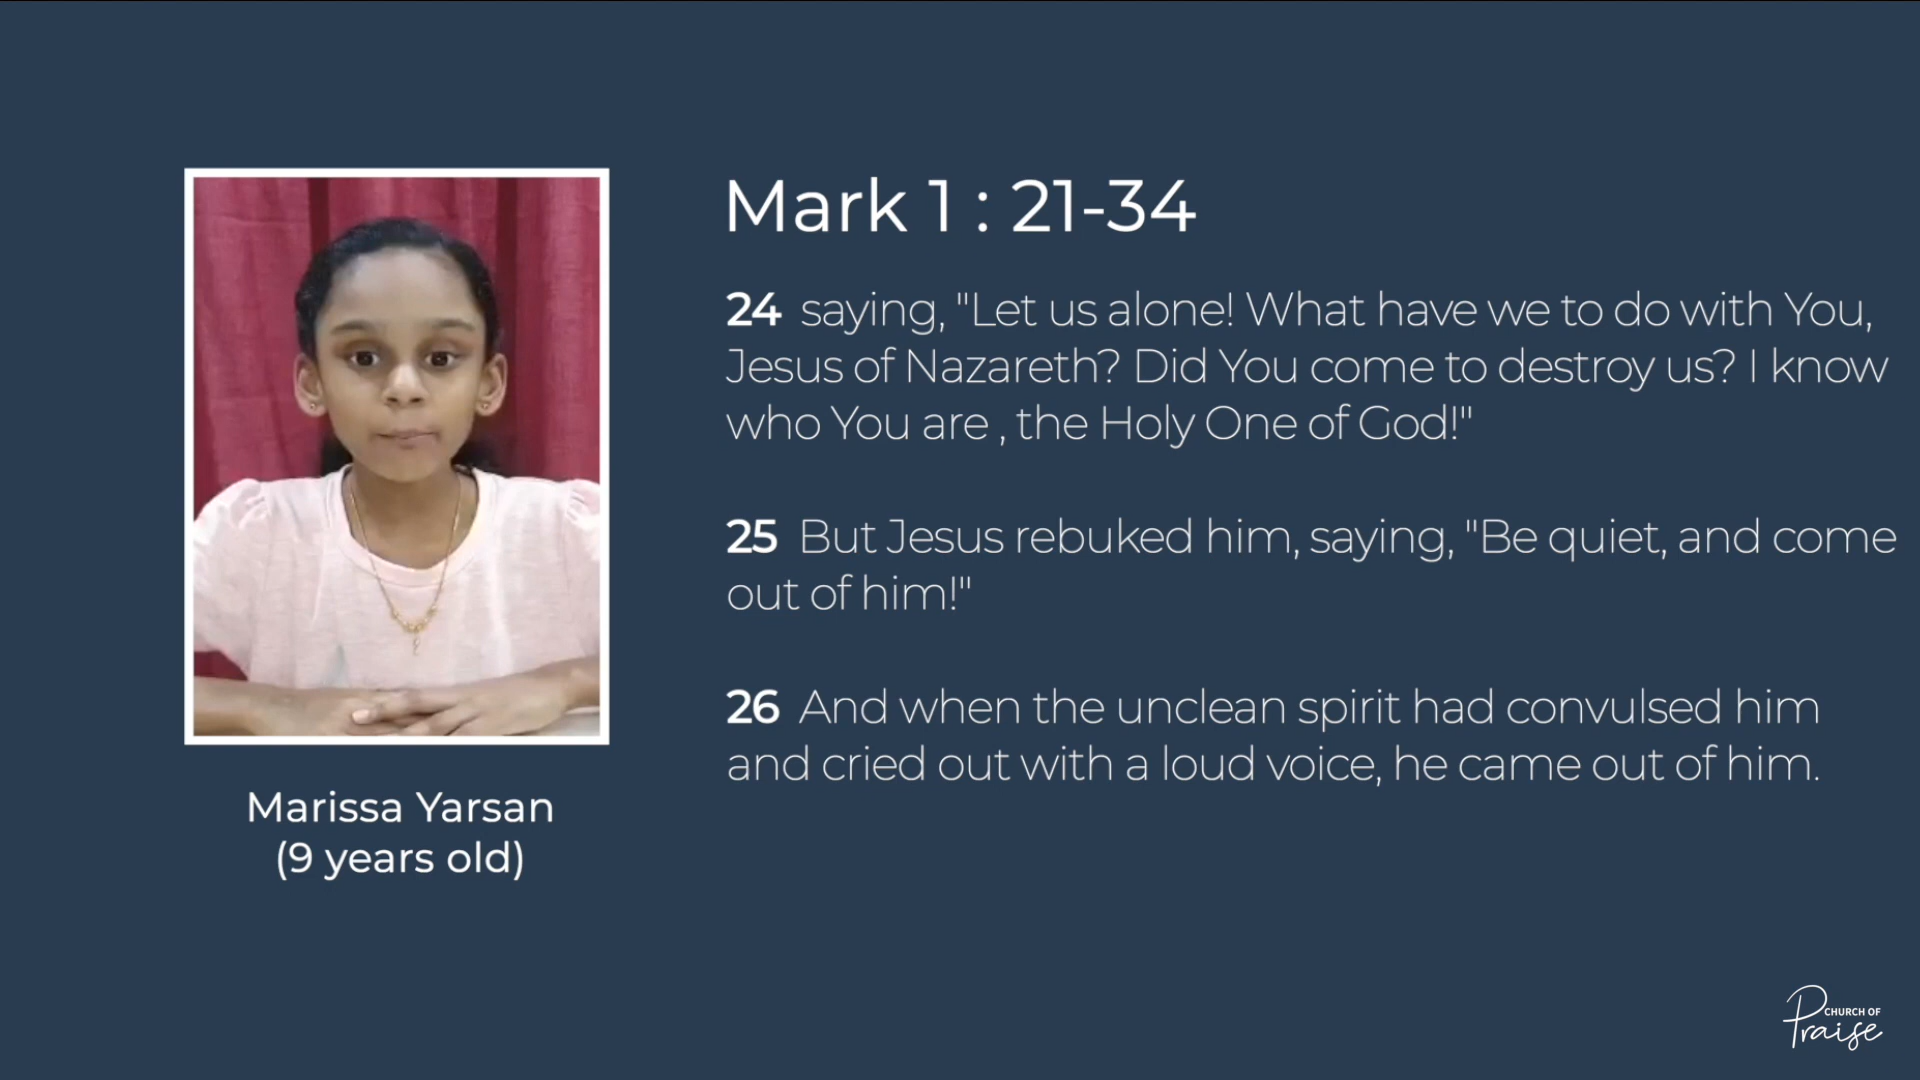 Mark 1 : 21-34
24 saying, "Let us alone! What have we to do with You,
Jesus of Nazareth? Did You come to destroy us? I know
who You are , the Holy One of God!"
25 But Jesus rebuked him, saying, "Be quiet, and come
out of him!"
26 And when the unclean spirit had convulsed him
and cried out with a loud voice, he came out of him.
Marissa Yarsan
(9 years old)
CHURCH OF
Praise